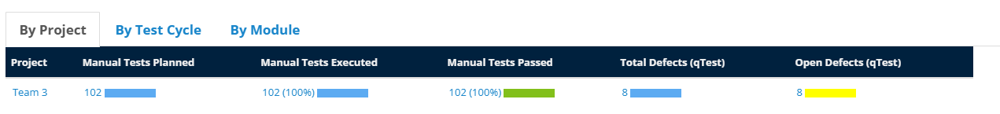 By Project By Test Cycle By Module
Project Manual Tests Planned Manual Tests Executed Manual Tests Passed Total Defects (qTest) Open Defects (qTest)
Team 3 102 102 (100%) 102 (100%) 8 8